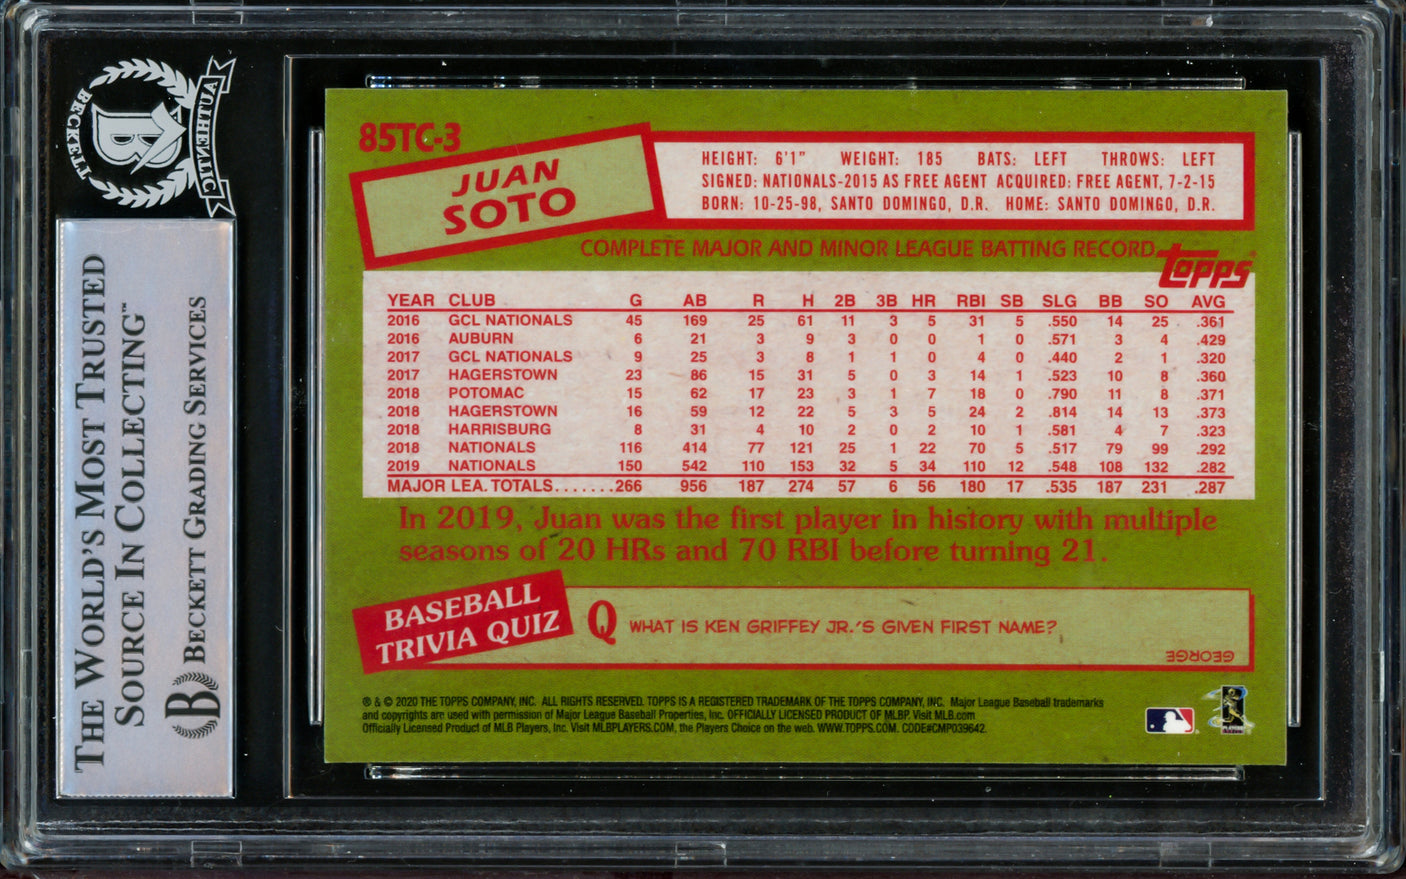 BECKETT
AUTHENTIC
B
THE WORLD'S MOST TRUSTED
SOURCE IN COLLECTING™
B BECKETT GRADING SERVICES
85TC-3
JUAN
SOTO
HEIGHT: 6'1" WEIGHT: 185 BATS: LEFT THROWS: LEFT
SIGNED: NATIONALS-2015 AS FREE AGENT ACQUIRED: FREE AGENT, 7-2-15
BORN: 10-25-98, SANTO DOMINGO, D.R. HOME: SANTO DOMINGO, D.R.
COMPLETE MAJOR AND MINOR LEAGUE BATTING RECORD
topps®
YEAR CLUB G AB R H 2B 3B HR RBI SB SLG BB SO AVG
2016 GCL NATIONALS 45 169 25 61 11 3 5 31 5 .550 14 25 .361
2016 AUBURN 6 21 3 9 3 0 0 1 0 .571 3 4 .429
2017 GCL NATIONALS 9 25 3 8 1 1 0 4 0 .440 2 1 .320
2017 HAGERSTOWN 23 86 15 31 5 0 3 14 1 .523 10 8 .360
2018 POTOMAC 15 62 17 23 3 1 7 18 0 .790 11 8 .371
2018 HAGERSTOWN 16 59 12 22 5 3 5 24 2 .814 14 13 .373
2018 HARRISBURG 8 31 4 10 2 0 2 10 1 .581 4 7 .323
2018 NATIONALS 116 414 77 121 25 1 22 70 5 .517 79 99 .292
2019 NATIONALS 150 542 110 153 32 5 34 110 12 .548 108 132 .282
MAJOR LEA. TOTALS.......266 956 187 274 57 6 56 180 17 .535 187 231 .287
In 2019, Juan was the first player in history with multiple
seasons of 20 HRs and 70 RBI before turning 21.
BASEBALL
TRIVIA QUIZ
Q WHAT IS KEN GRIFFEY JR.'S GIVEN FIRST NAME?
GEORGE
® & © 2020 THE TOPPS COMPANY, INC. ALL RIGHTS RESERVED. TOPPS IS A REGISTERED TRADEMARK OF THE TOPPS COMPANY, INC. Major League Baseball trademarks
and copyrights are used with permission of Major League Baseball Properties, Inc. OFFICIALLY LICENSED PRODUCT OF MLBP. Visit MLB.com
Officially Licensed Product of MLB Players, Inc. Visit MLBPLAYERS.COM, the Players Choice on the web. WWW.TOPPS.COM. CODE#CMP039642.